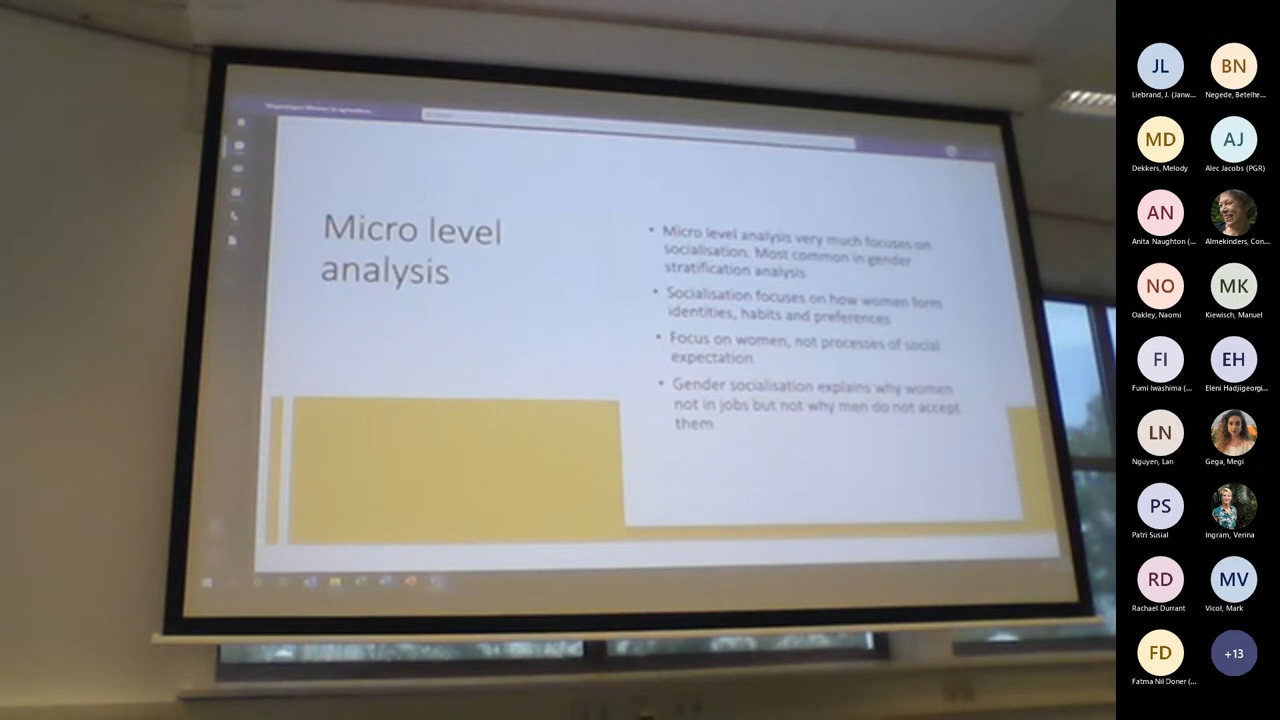 Micro level
analysis
• Micro level analysis very much focuses on
socialisation. Most common in gender
stratification analysis
• Socialisation focuses on how women form
identities, habits and preferences
• Focus on women, not processes of social
expectation
• Gender socialisation explains why women
not in jobs but not why men do not accept
them
JL
Liebrand, J. (Janw...
BN
Negede, Betelhe...
MD
Dekkers, Melody
AJ
Alec Jacobs (PGR)
AN
Anita Naughton (...
Almekinders, Con...
NO
Oakley, Naomi
MK
Kiewisch, Manuel
FI
Fumi Iwashima (...
EH
Eleni Hadjigeorgi...
LN
Nguyen, Lan
Gega, Megi
PS
Patri Susial
Ingram, Verina
RD
Rachael Durrant
MV
Vicol, Mark
FD
Fatma Nil Doner (...
+13